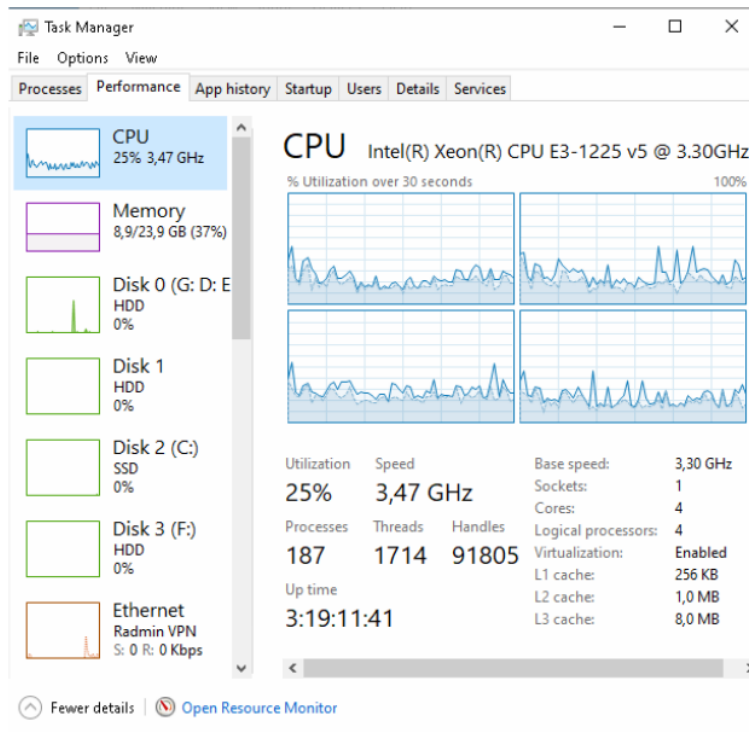 Task Manager
File Options View
Processes Performance App history Startup Users Details Services
CPU
25% 3,47 GHz
Memory
8,9/23,9 GB (37%)
Disk 0 (G: D: E
HDD
0%
Disk 1
HDD
0%
Disk 2 (C:)
SSD
0%
Disk 3 (F:)
HDD
0%
Ethernet
Radmin VPN
S: 0 R: 0 Kbps
CPU Intel(R) Xeon(R) CPU E3-1225 v5 @ 3.30GHz
% Utilization over 30 seconds 100%
Utilization Speed
25% 3,47 GHz
Processes Threads Handles
187 1714 91805
Up time
3:19:11:41
Base speed: 3,30 GHz
Sockets: 1
Cores: 4
Logical processors: 4
Virtualization: Enabled
L1 cache: 256 KB
L2 cache: 1,0 MB
L3 cache: 8,0 MB
Fewer details Open Resource Monitor